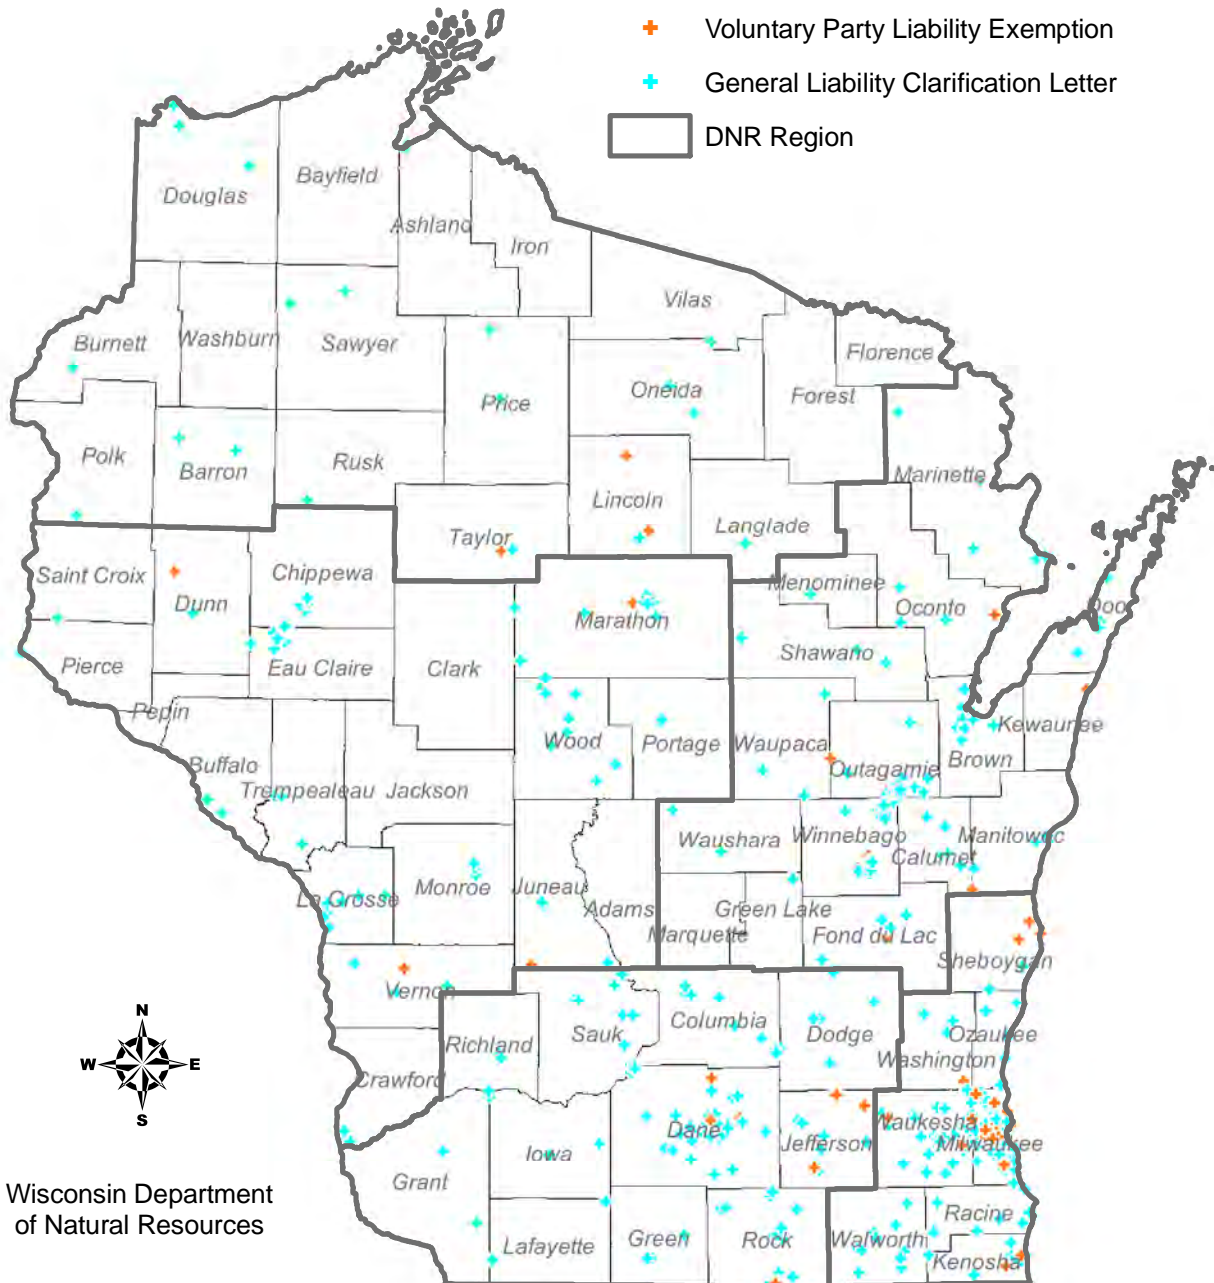 Voluntary Party Liability Exemption
General Liability Clarification Letter
DNR Region
Bayfield
Douglas
Ashland
Iron
Vilas
Burnett
Washburn
Sawyer
Florence
Oneida
Forest
Price
Polk
Barron
Rusk
Marinette
Lincoln
Langlade
Taylor
Saint Croix
Chippewa
Dunn
Menominee
Oconto
Doo
Marathon
Pierce
Eau Claire
Clark
Shawano
Pepin
Kewaunee
Wood
Portage
Waupaca
Brown
Buffalo
Outagamie
Trempealeau
Jackson
Waushara
Winnebago
Manitowoc
Calumet
Monroe
La Crosse
Juneau
Adams
Green Lake
Marquette
Fond du Lac
Sheboygan
Vernon
Columbia
Sauk
Dodge
Ozaukee
Richland
Washington
Crawford
N
W
E
S
Dane
Waukesha
Jefferson
Milwaukee
Iowa
Grant
Wisconsin Department
of Natural Resources
Racine
Lafayette
Green
Rock
Walworth
Kenosha